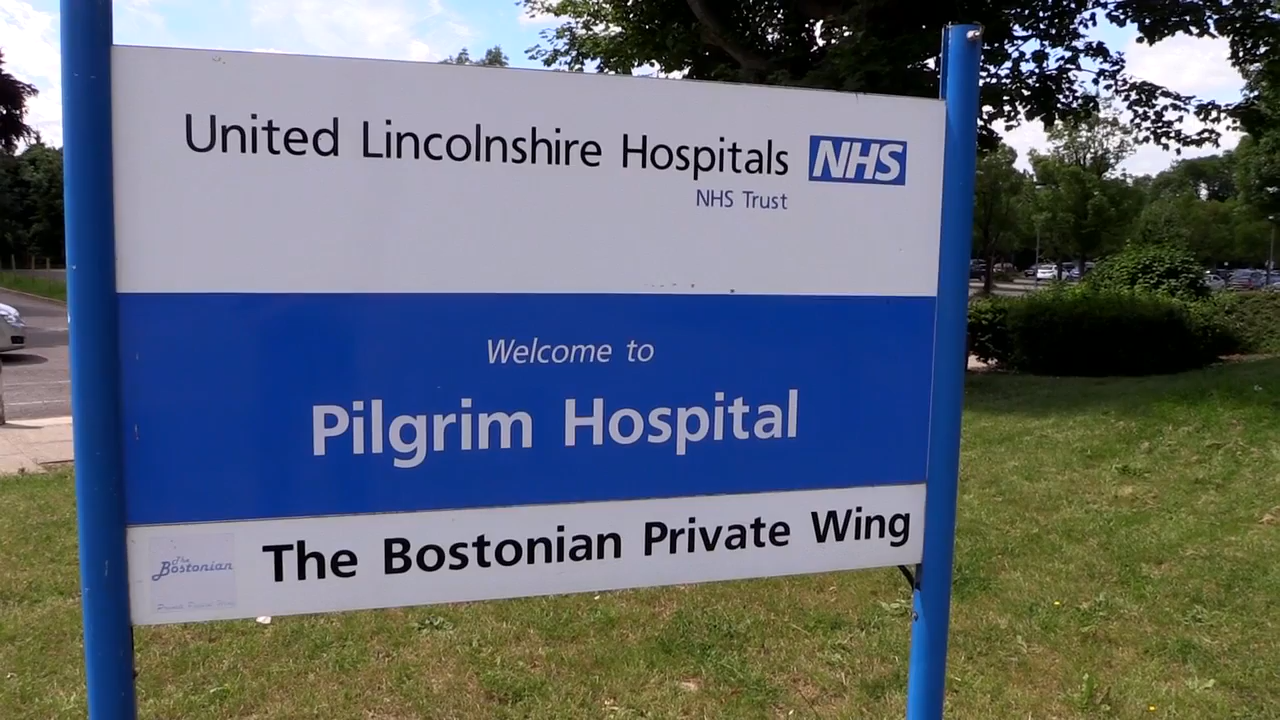 United Lincolnshire Hospitals NHS
NHS Trust
Welcome to
Pilgrim Hospital
The Bostonian Private Wing
The
Bostonian